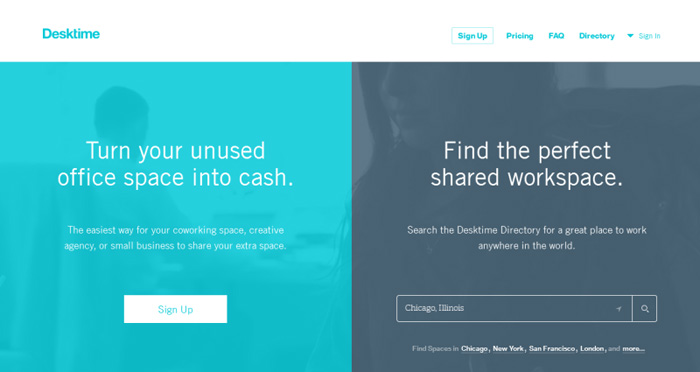 Desktime
Sign Up
Pricing
FAQ
Directory
Sign In
Turn your unused
office space into cash.
The easiest way for your coworking space, creative
agency, or small business to share your extra space.
Sign Up
Find the perfect
shared workspace.
Search the Desktime Directory for a great place to work
anywhere in the world.
Chicago, Illinois
Find Spaces in Chicago, New York, San Francisco, London, and more...